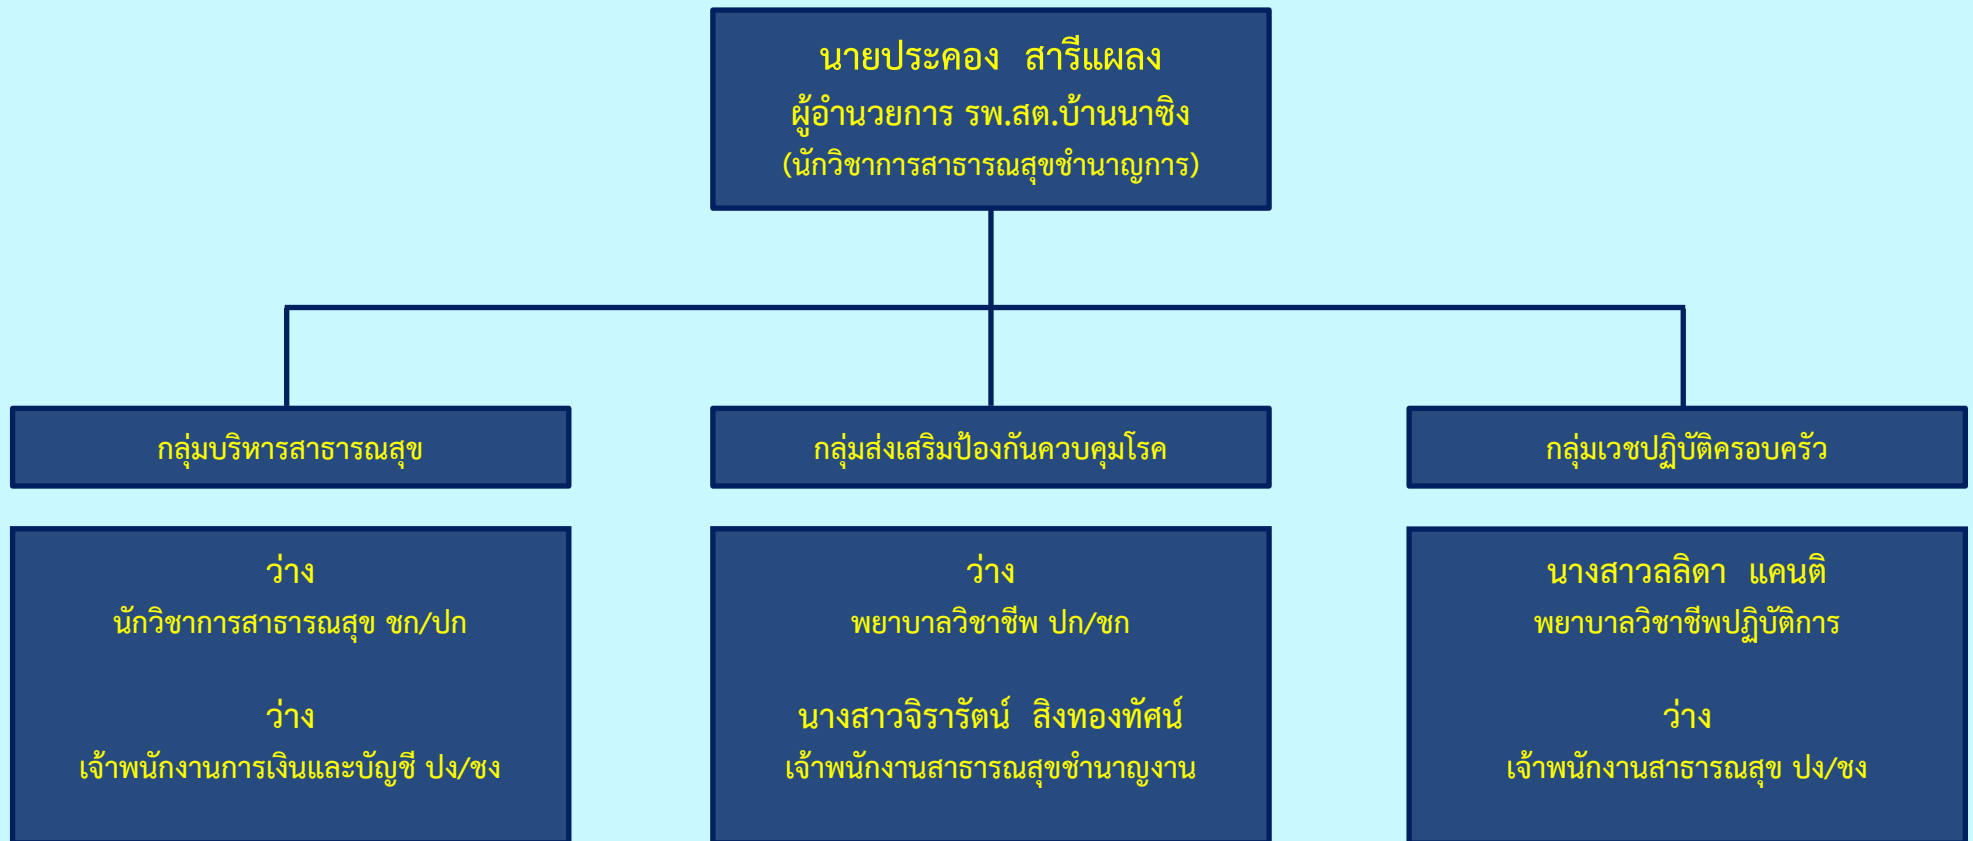 นายประคอง สารีแผลง
ผู้อำนวยการ รพ.สต.บ้านนาซิง
(นักวิชาการสาธารณสุขชำนาญการ)
กลุ่มบริหารสาธารณสุข
กลุ่มส่งเสริมป้องกันควบคุมโรค
กลุ่มเวชปฏิบัติครอบครัว
ว่าง
นักวิชาการสาธารณสุข ชก/ปก
ว่าง
เจ้าพนักงานการเงินและบัญชี ปง/ชง
ว่าง
พยาบาลวิชาชีพ ปก/ชก
นางสาวจิรารัตน์ สิงทองทัศน์
เจ้าพนักงานสาธารณสุขชำนาญงาน
นางสาวลลิดา แคนติ
พยาบาลวิชาชีพปฏิบัติการ
ว่าง
เจ้าพนักงานสาธารณสุข ปง/ชง